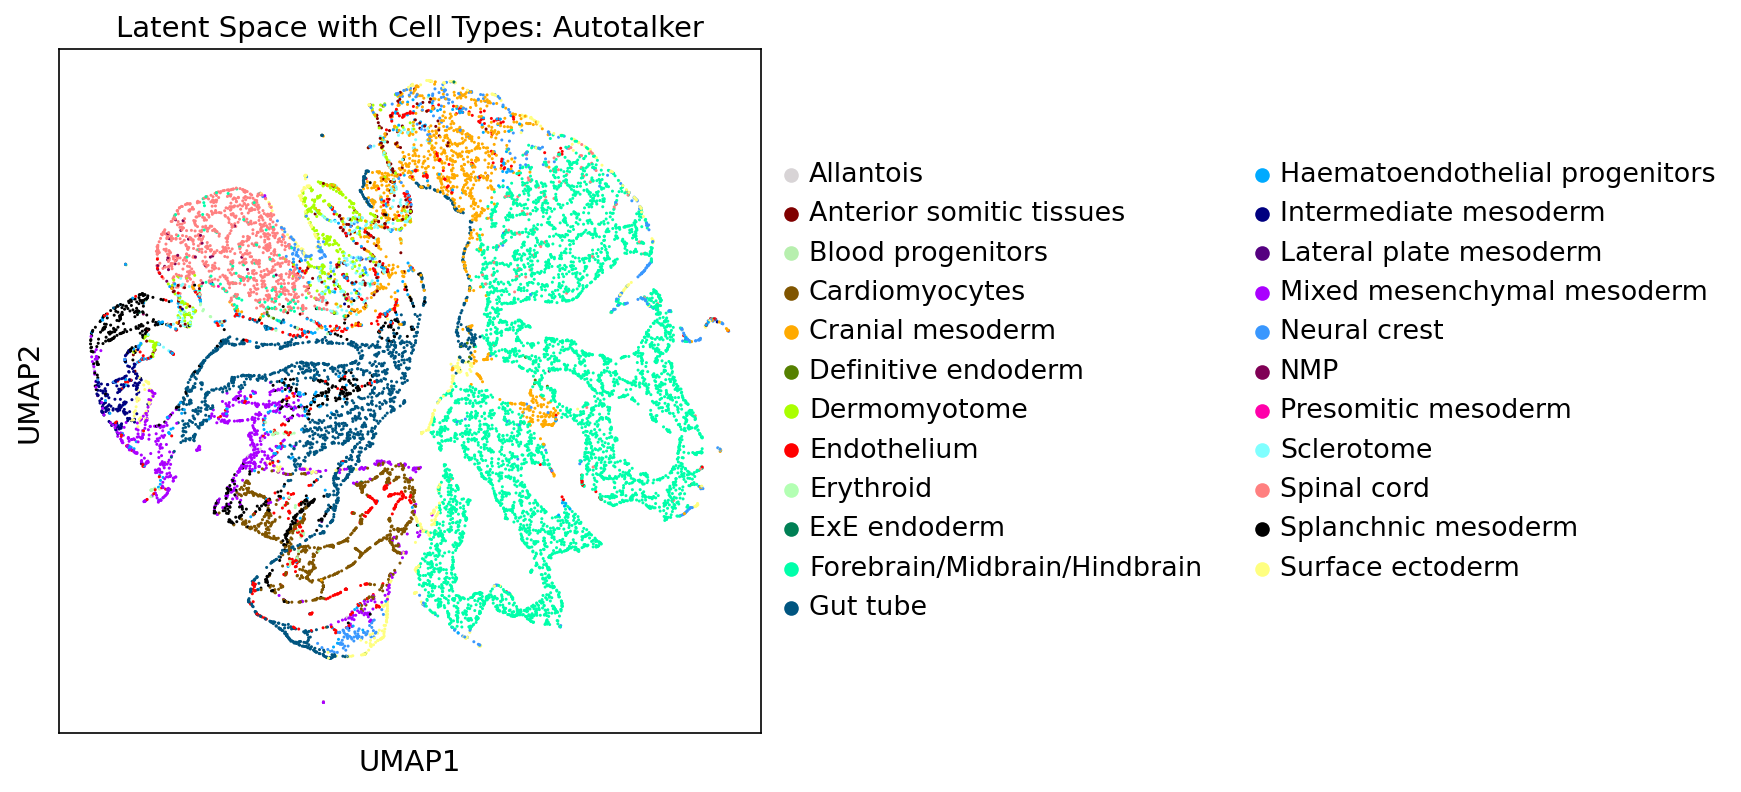 Latent Space with Cell Types: Autotalker
UMAP2
UMAP1
Allantois
Anterior somitic tissues
Blood progenitors
Cardiomyocytes
Cranial mesoderm
Definitive endoderm
Dermomyotome
Endothelium
Erythroid
ExE endoderm
Forebrain/Midbrain/Hindbrain
Gut tube
Haematoendothelial progenitors
Intermediate mesoderm
Lateral plate mesoderm
Mixed mesenchymal mesoderm
Neural crest
NMP
Presomitic mesoderm
Sclerotome
Spinal cord
Splanchnic mesoderm
Surface ectoderm